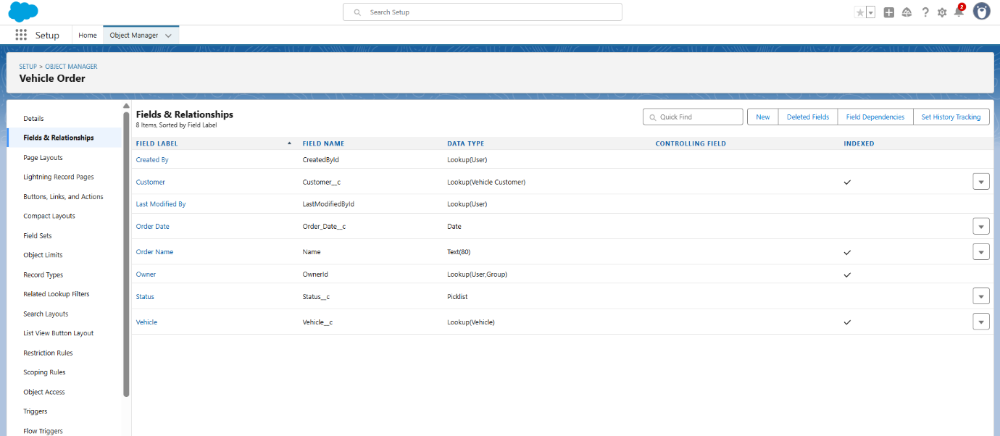 Search Setup
2
Setup
Home
Object Manager
SETUP > OBJECT MANAGER
Vehicle Order
Details
Fields & Relationships
Page Layouts
Lightning Record Pages
Buttons, Links, and Actions
Compact Layouts
Field Sets
Object Limits
Record Types
Related Lookup Filters
Search Layouts
List View Button Layout
Restriction Rules
Scoping Rules
Object Access
Triggers
Flow Triggers
Fields & Relationships
8 Items, Sorted by Field Label
Quick Find
New
Deleted Fields
Field Dependencies
Set History Tracking
FIELD LABEL FIELD NAME DATA TYPE CONTROLLING FIELD INDEXED
Created By CreatedById Lookup(User)
Customer Customer__c Lookup(Vehicle Customer)
Last Modified By LastModifiedById Lookup(User)
Order Date Order_Date__c Date
Order Name Name Text(80)
Owner OwnerId Lookup(User,Group)
Status Status__c Picklist
Vehicle Vehicle__c Lookup(Vehicle)